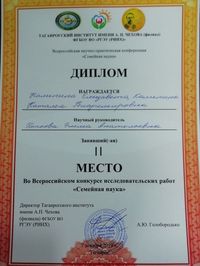 ТАГАНРОГСКИЙ ИНСТИТУТ ИМЕНИ А. П. ЧЕХОВА (филиал)
ФГБОУ ВО «РГЭУ (РИНХ)»
Всероссийская научно-практическая конференция
«Семейная наука»
ДИПЛОМ
НАГРАЖДАЕТСЯ
Научный руководитель
Занявший(-ая)
II
МЕСТО
Во Всероссийском конкурсе исследовательских работ
«Семейная наука»
Директор Таганрогского института
имени А.П. Чехова
(филиала) ФГБОУ ВО
РГЭУ (РИНХ)
А.Ю. Голобородько